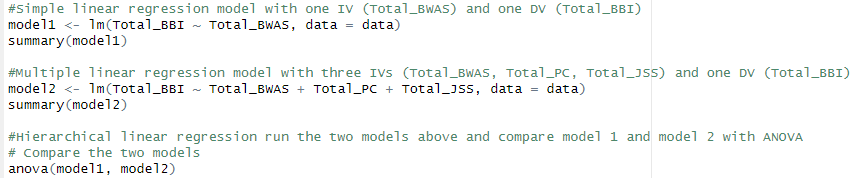 #Simple linear regression model with one IV (Total_BWAS) and one DV (Total_BBI)
model1 <- lm(Total_BBI ~ Total_BWAS, data = data)
summary(model1)
#Multiple linear regression model with three IVs (Total_BWAS, Total_PC, Total_JSS) and one DV (Total_BBI)
model2 <- lm(Total_BBI ~ Total_BWAS + Total_PC + Total_JSS, data = data)
summary(model2)
#Hierarchical linear regression run the two models above and compare model 1 and model 2 with ANOVA
# Compare the two models
anova(model1, model2)